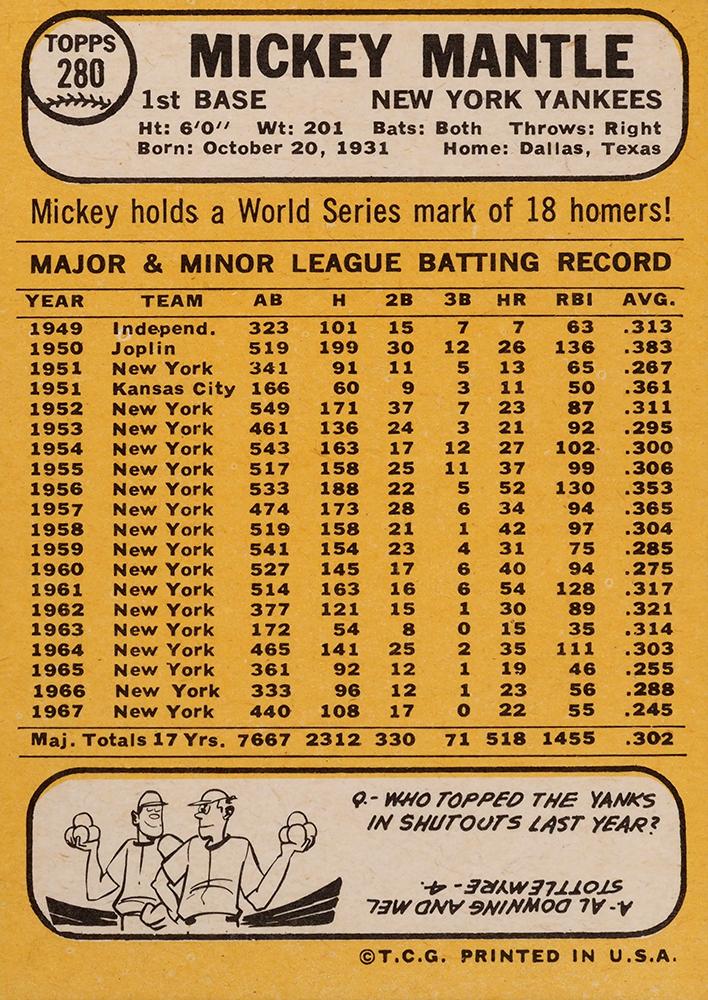 TOPPS
280
MICKEY MANTLE
1st BASE NEW YORK YANKEES
Ht: 6'0" Wt: 201 Bats: Both Throws: Right
Born: October 20, 1931 Home: Dallas, Texas
Mickey holds a World Series mark of 18 homers!
MAJOR & MINOR LEAGUE BATTING RECORD
YEAR TEAM AB H 2B 3B HR RBI AVG.
1949 Independ. 323 101 15 7 7 63 .313
1950 Joplin 519 199 30 12 26 136 .383
1951 New York 341 91 11 5 13 65 .267
1951 Kansas City 166 60 9 3 11 50 .361
1952 New York 549 171 37 7 23 87 .311
1953 New York 461 136 24 3 21 92 .295
1954 New York 543 163 17 12 27 102 .300
1955 New York 517 158 25 11 37 99 .306
1956 New York 533 188 22 5 52 130 .353
1957 New York 474 173 28 6 34 94 .365
1958 New York 519 158 21 1 42 97 .304
1959 New York 541 154 23 4 31 75 .285
1960 New York 527 145 17 6 40 94 .275
1961 New York 514 163 16 6 54 128 .317
1962 New York 377 121 15 1 30 89 .321
1963 New York 172 54 8 0 15 35 .314
1964 New York 465 141 25 2 35 111 .303
1965 New York 361 92 12 1 19 46 .255
1966 New York 333 96 12 1 23 56 .288
1967 New York 440 108 17 0 22 55 .245
Maj. Totals 17 Yrs. 7667 2312 330 71 518 1455 .302
Q.- WHO TOPPED THE YANKS
IN SHUTOUTS LAST YEAR?
A- AL DOWNING AND MEL
STOTTLEMYRE - 4.
©T.C.G. PRINTED IN U.S.A.